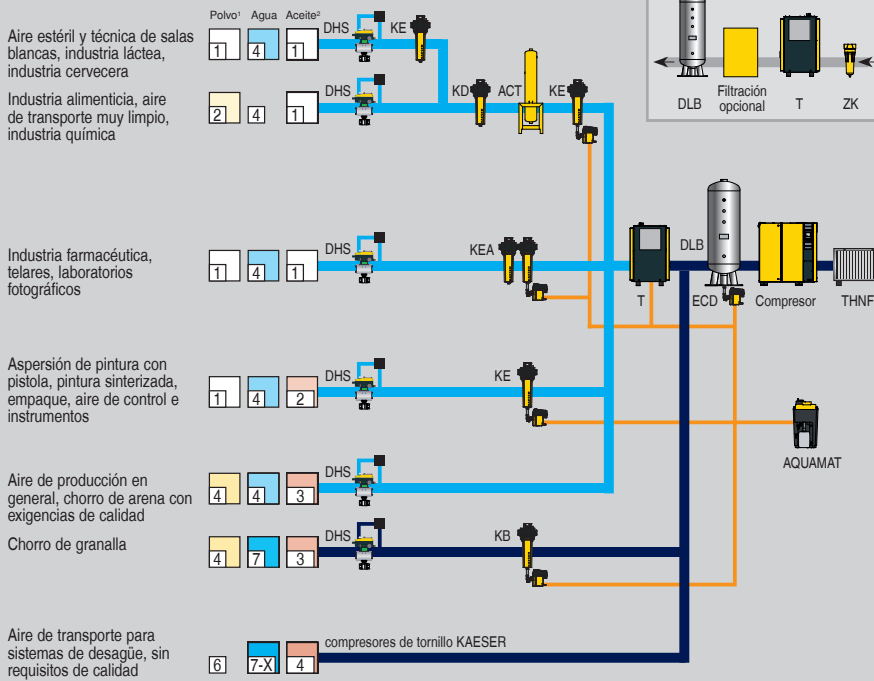 Polvo¹ Agua Aceite²
Aire estéril y técnica de salas
blancas, industria láctea,
industria cervecera
1 4 1
DHS KE
Industria alimenticia, aire
de transporte muy limpio,
industria química
2 4 1
DHS KD ACT KE
DLB
Filtración
opcional
T ZK
Industria farmacéutica,
telares, laboratorios
fotográficos
1 4 1
DHS KEA
T DLB ECD Compresor THNF
Aspersión de pintura con
pistola, pintura sinterizada,
empaque, aire de control e
instrumentos
1 4 2
DHS KE
AQUAMAT
Aire de producción en
general, chorro de arena con
exigencias de calidad
4 4 3
DHS
Chorro de granalla
4 7 3
DHS KB
Aire de transporte para
sistemas de desagüe, sin
requisitos de calidad
6 7-X 4
compresores de tornillo KAESER